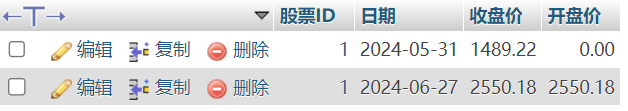 股票ID 日期 收盘价 开盘价
编辑 复制 删除 1 2024-05-31 1489.22 0.00
编辑 复制 删除 1 2024-06-27 2550.18 2550.18